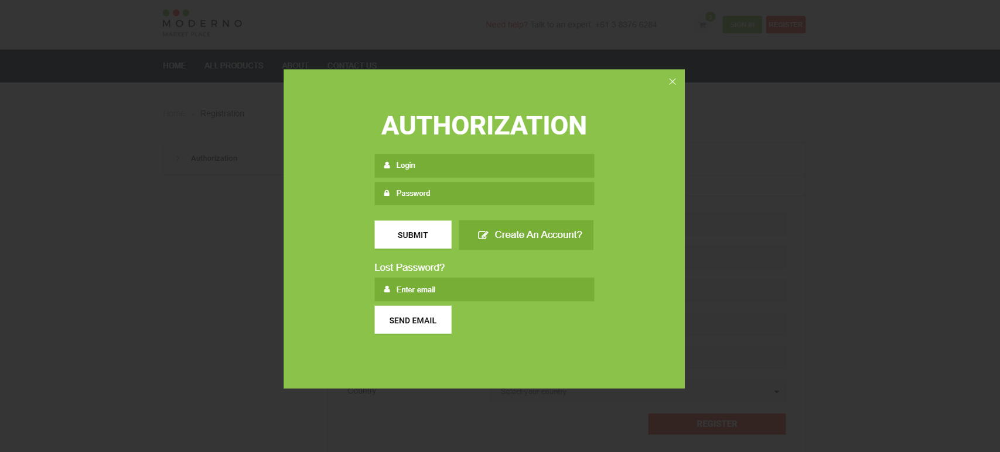 MODERNO
MARKET PLACE
Need help? Talk to an expert: +61 3 8376 6284
2
SIGN IN
REGISTER
HOME ALL PRODUCTS ABOUT CONTACT US
Home Registration
Authorization
AUTHORIZATION
Login
Password
SUBMIT
Create An Account?
Lost Password?
Enter email
SEND EMAIL
Country
Select your country
REGISTER